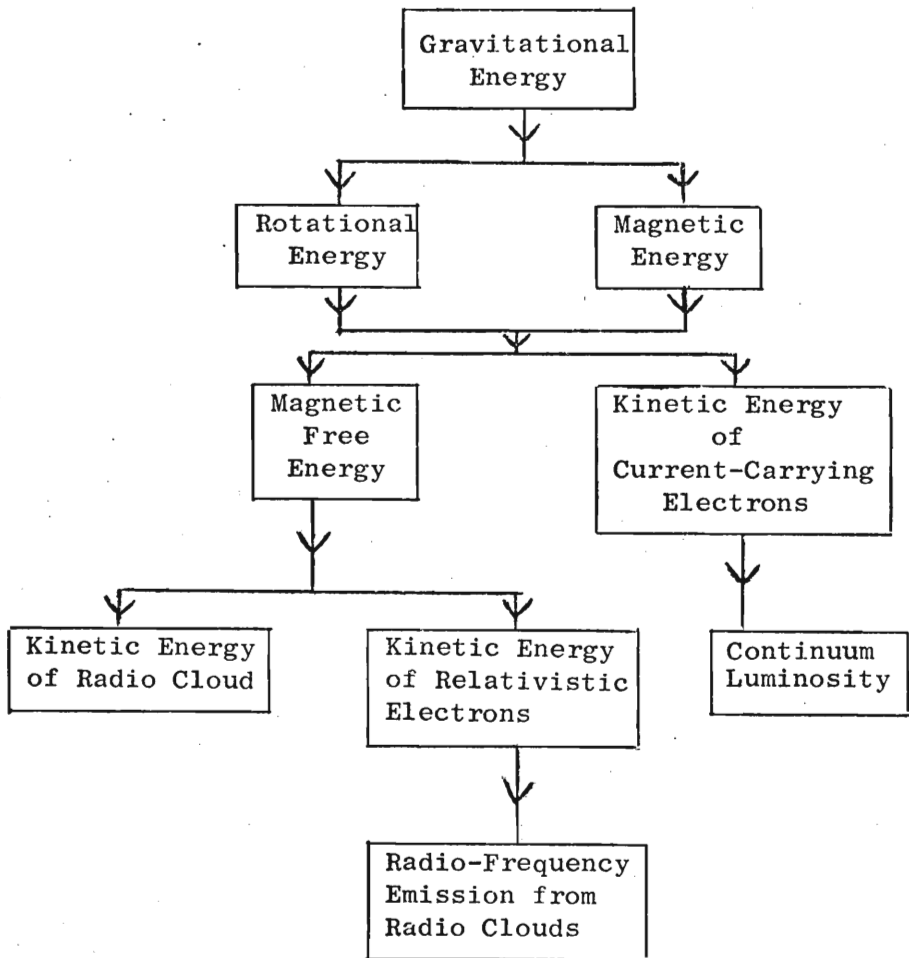 Gravitational
Energy
Rotational
Energy
Magnetic
Energy
Magnetic
Free
Energy
Kinetic Energy
of
Current-Carrying
Electrons
Kinetic Energy
of Radio Cloud
Kinetic Energy
of Relativistic
Electrons
Continuum
Luminosity
Radio-Frequency
Emission from
Radio Clouds